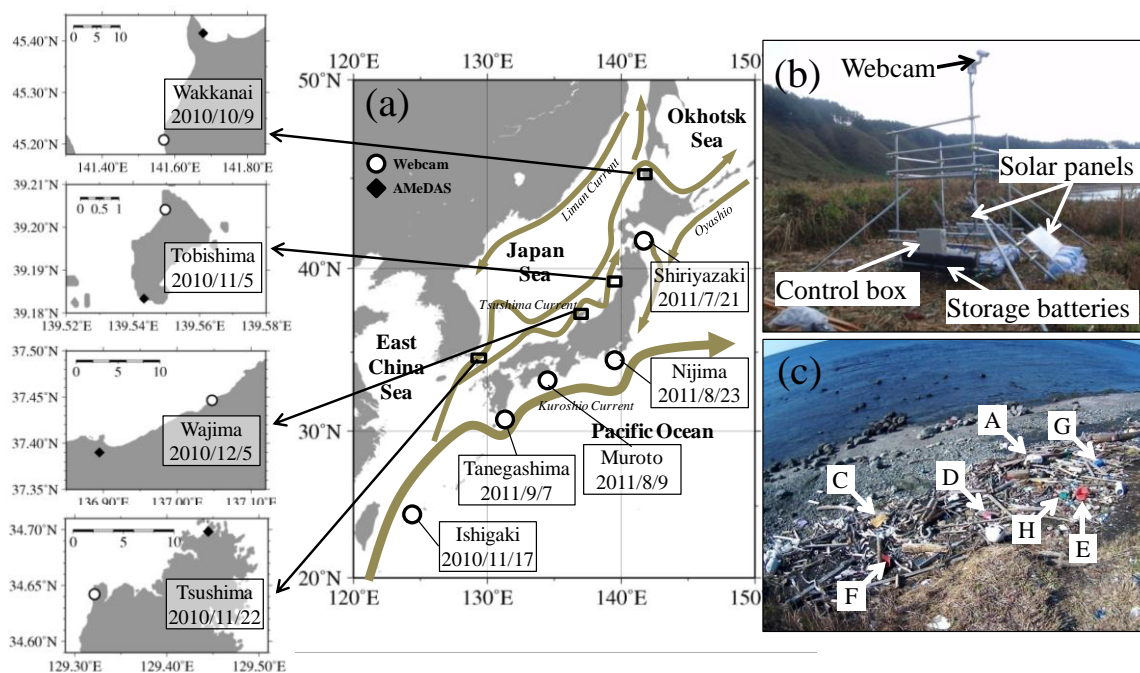 45.40°N
0 5 10
45.30°N
Wakkanai
2010/10/9
45.20°N
141.40°E 141.60°E 141.80°E
39.21°N
0 0.5 1
39.20°N
Tobishima
2010/11/5
39.19°N
39.18°N
139.52°E 139.54°E 139.56°E 139.58°E
37.50°N
0 5 10
37.45°N
Wajima
2010/12/5
37.40°N
37.35°N
136.90°E 137.00°E 137.10°E
34.70°N
0 5 10
34.65°N
Tsushima
2010/11/22
34.60°N
129.30°E 129.40°E 129.50°E
120°E 130°E 140°E 150°E
50°N
(a)
Okhotsk
Sea
Webcam
AMeDAS
Liman Current
Oyashio
Japan
Sea
40°N
Shiriyazaki
2011/7/21
Tsushima Current
East
China
Sea
Nijima
2011/8/23
Kuroshio Current
30°N
Pacific Ocean
Tanegashima
2011/9/7
Muroto
2011/8/9
Ishigaki
2010/11/17
20°N
120°E 130°E 140°E 150
(b)
Webcam
Solar panels
Control box
Storage batteries
(c)
A
G
C
D
H
E
F